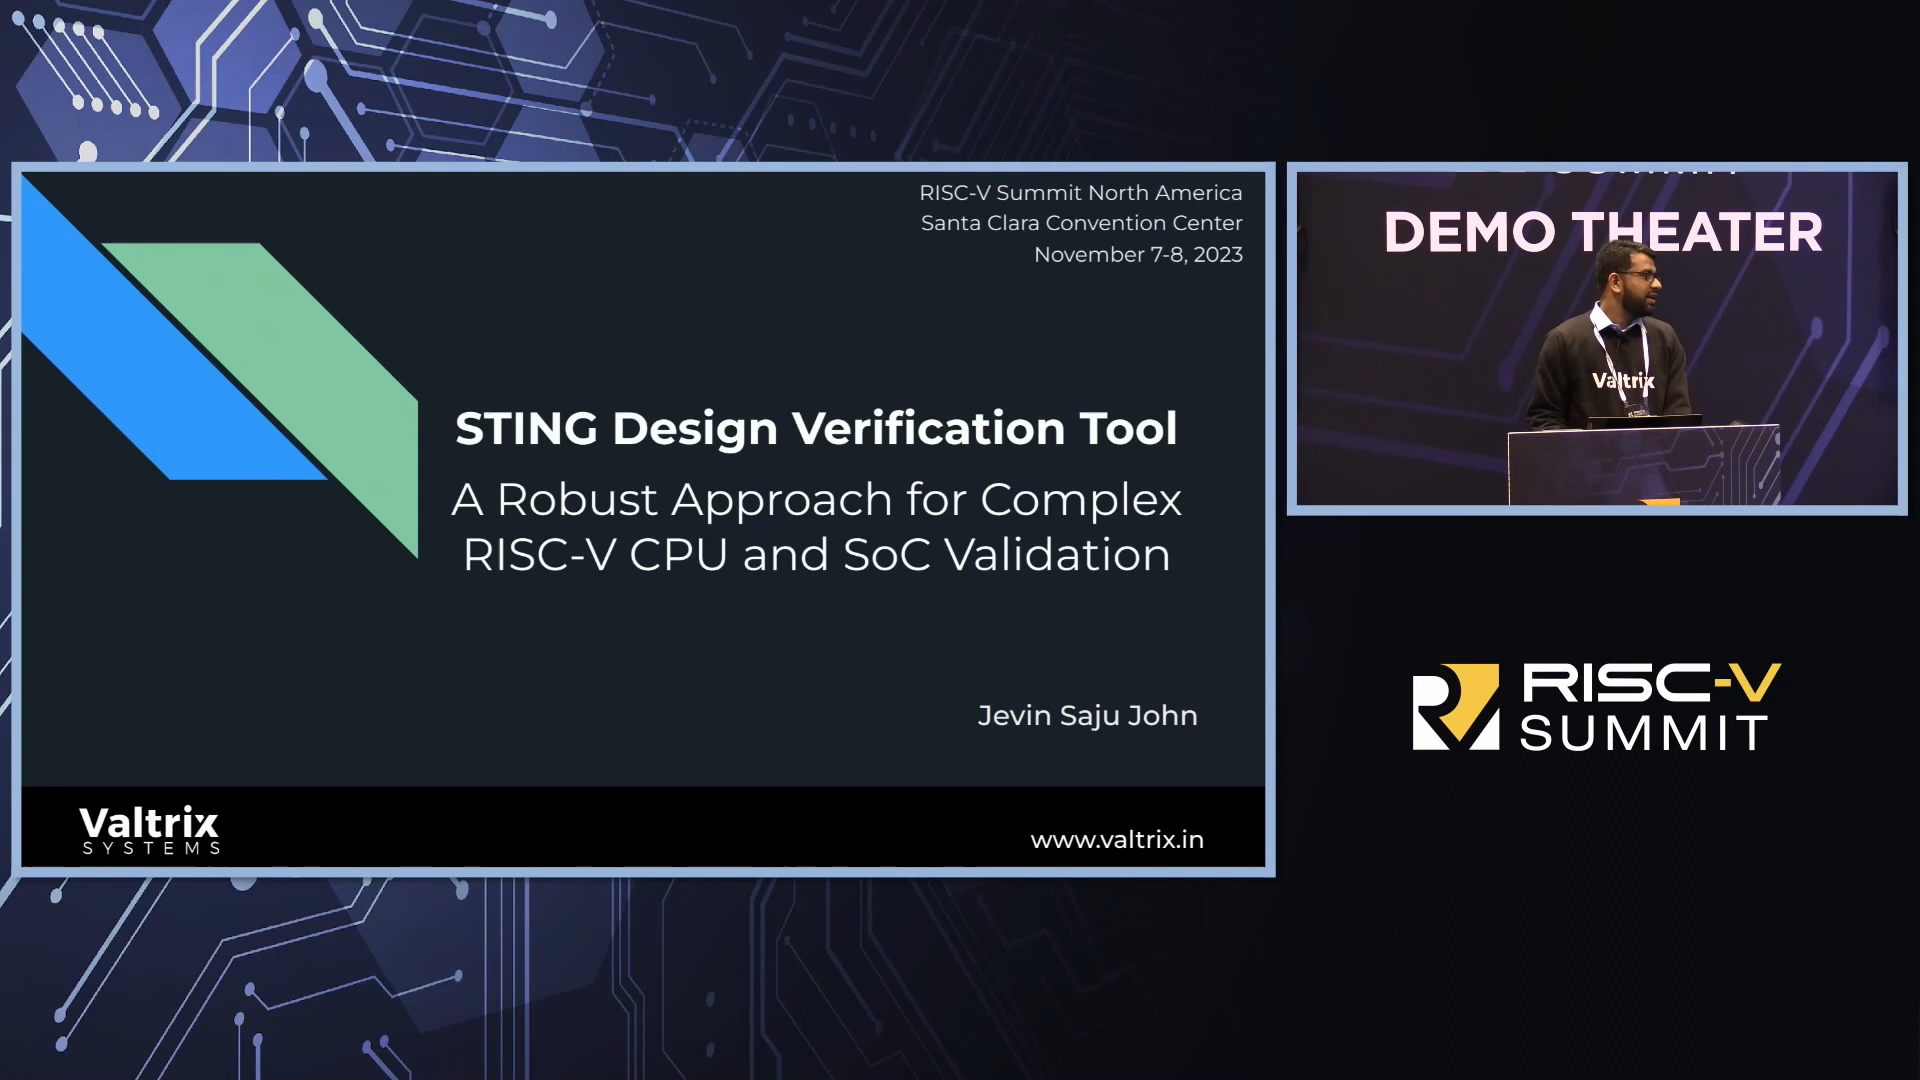 RISC-V Summit North America
Santa Clara Convention Center
November 7-8, 2023
STING Design Verification Tool
A Robust Approach for Complex
RISC-V CPU and SoC Validation
Jevin Saju John
Valtrix
SYSTEMS
www.valtrix.in
DEMO THEATER
Valtrix
RISC-V
SUMMIT